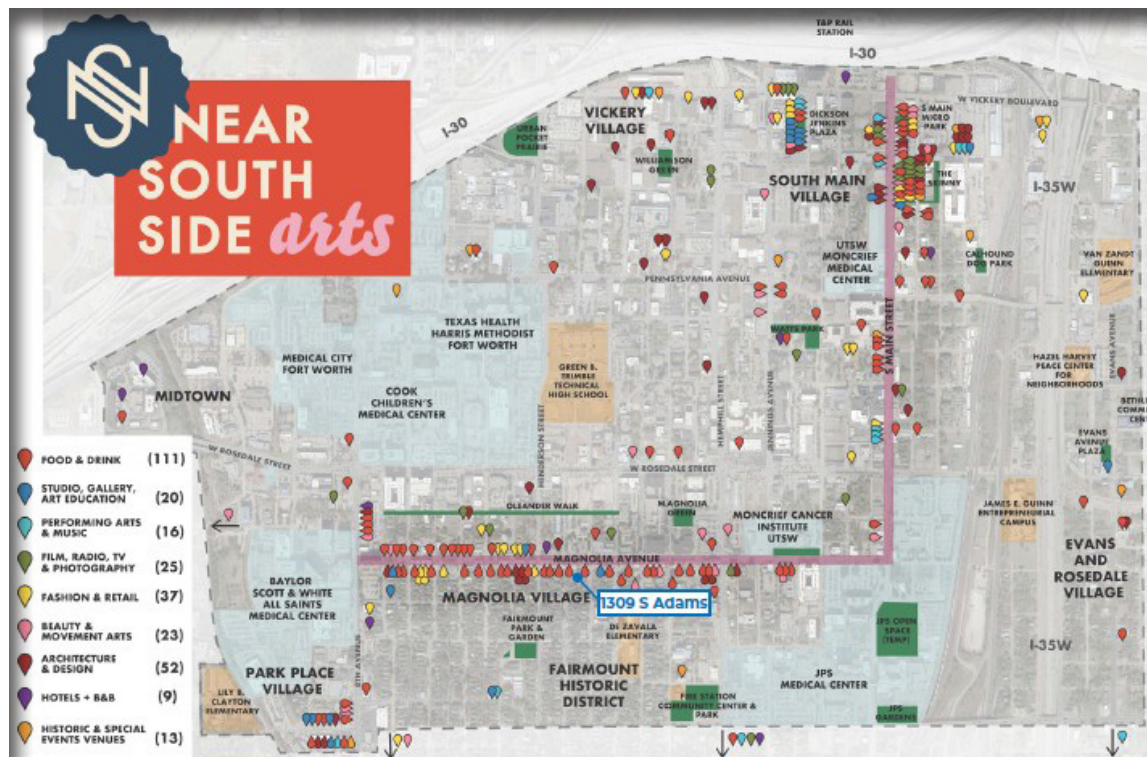 NEAR
SOUTH
SIDE arts
T&P RAIL
STATION
I-30
I-30
W VICKERY BOULEVARD
VICKERY
VILLAGE
DICKSON
JENKINS
PLAZA
S MAIN
MICRO
PARK
URBAN
POCKET
PRAIRIE
WILLIAMSON
GREEN
SOUTH MAIN
VILLAGE
THE
SKINNY
I-35W
UTSW
MONCRIEF
MEDICAL
CENTER
CALHOUN
DOG PARK
VAN ZANDT
GUINN
ELEMENTARY
PENNSYLVANIA AVENUE
TEXAS HEALTH
HARRIS METHODIST
FORT WORTH
WATTS PARK
S MAIN STREET
EVANS AVENUE
MEDICAL CITY
FORT WORTH
GREEN B.
TRIMBLE
TECHNICAL
HIGH SCHOOL
HAZEL HARVEY
PEACE CENTER
FOR
NEIGHBORHOODS
MIDTOWN
COOK
CHILDREN'S
MEDICAL CENTER
HENDERSON STREET
HEMPHILL STREET
JENNINGS AVENUE
EVANS
AVENUE
PLAZA
W ROSEDALE STREET
W ROSEDALE STREET
FOOD & DRINK (111)
STUDIO, GALLERY,
ART EDUCATION (20)
PERFORMING ARTS
& MUSIC (16)
FILM, RADIO, TV
& PHOTOGRAPHY (25)
FASHION & RETAIL (37)
BEAUTY &
MOVEMENT ARTS (23)
ARCHITECTURE
& DESIGN (52)
HOTELS + B&B (9)
HISTORIC & SPECIAL
EVENTS VENUES (13)
OLEANDER WALK
MAGNOLIA
GREEN
MONCRIEF CANCER
INSTITUTE
UTSW
JAMES E. GUINN
ENTREPRENEURIAL
CAMPUS
MAGNOLIA AVENUE
EVANS
AND
ROSEDALE
VILLAGE
BAYLOR
SCOTT & WHITE
ALL SAINTS
MEDICAL CENTER
MAGNOLIA VILLAGE
1309 S Adams
FAIRMOUNT
PARK &
GARDEN
DE ZAVALA
ELEMENTARY
JPS OPEN
SPACE
(TEMP)
I-35W
8TH AVENUE
PARK PLACE
VILLAGE
FAIRMOUNT
HISTORIC
DISTRICT
JPS
MEDICAL CENTER
LILY B.
CLAYTON
ELEMENTARY
FIRE STATION
COMMUNITY CENTER &
PARK
JPS
GARDENS